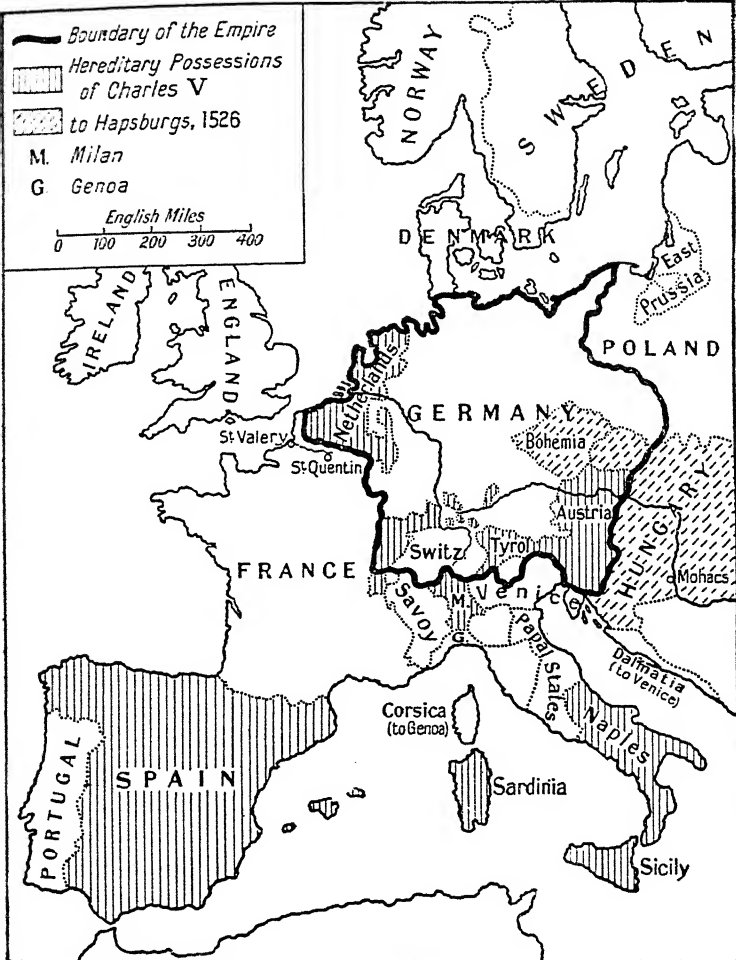 Boundary of the Empire
Hereditary Possessions
of Charles V
to Hapsburgs, 1526
M. Milan
G. Genoa
English Miles
0 100 200 300 400
NORWAY
SWEDEN
DENMARK
East
Prussia
IRELAND
ENGLAND
POLAND
Netherlands
GERMANY
St Valery
Bohemia
St Quentin
Austria
HUNGARY
Switz
Tyrol
FRANCE
Mohacs
Savoy
M.
Venice
G.
Papal
States
Dalmatia
(to Venice)
Corsica
(to Genoa)
Naples
PORTUGAL
SPAIN
Sardinia
Sicily